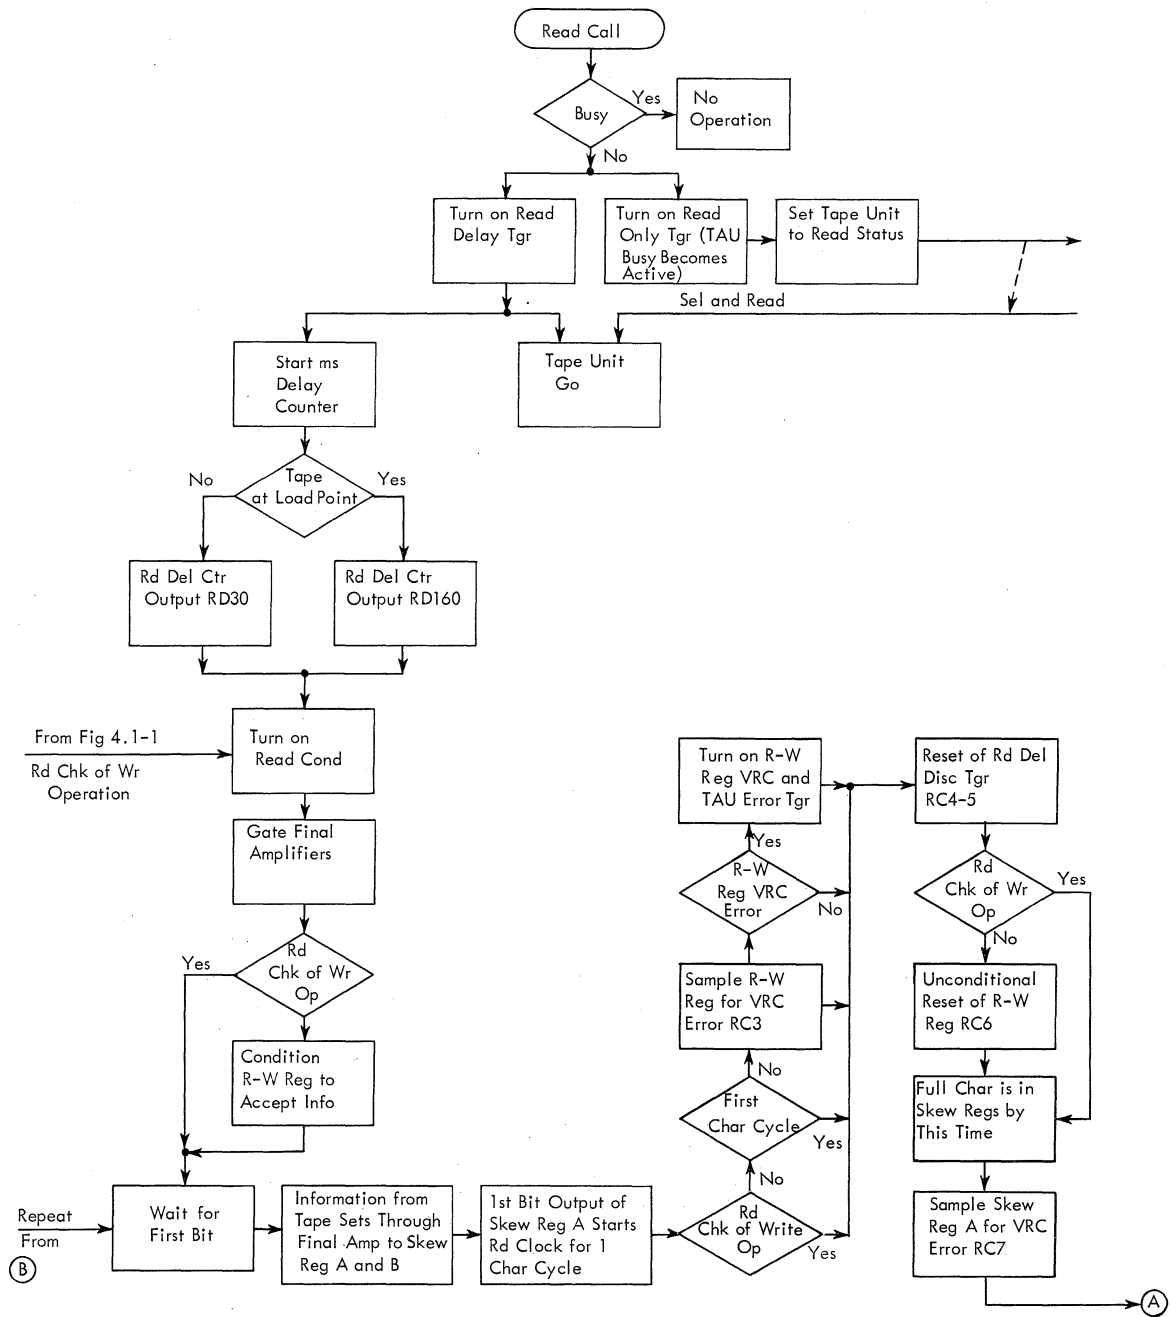 Read Call
Busy
Yes
No
Operation
No
Turn on Read
Delay Tgr
Turn on Read
Only Tgr (TAU
Busy Becomes
Active)
Set Tape Unit
to Read Status
Sel and Read
Start ms
Delay
Counter
Tape Unit
Go
No
Tape
at Load Point
Yes
Rd Del Ctr
Output RD30
Rd Del Ctr
Output RD160
From Fig 4.1-1
Rd Chk of Wr
Operation
Turn on
Read Cond
Gate Final
Amplifiers
Yes
Rd
Chk of Wr
Op
Condition
R-W Reg to
Accept Info
Repeat
From
B
Wait for
First Bit
Information from
Tape Sets Through
Final Amp to Skew
Reg A and B
1st Bit Output of
Skew Reg A Starts
Rd Clock for 1
Char Cycle
Rd
Chk of Write
Op
Yes
No
First
Char Cycle
Yes
No
Sample R-W
Reg for VRC
Error RC3
R-W
Reg VRC
Error
No
Yes
Turn on R-W
Reg VRC and
TAU Error Tgr
Reset of Rd Del
Disc Tgr
RC4-5
Rd
Chk of Wr
Op
Yes
No
Unconditional
Reset of R-W
Reg RC6
Full Char is in
Skew Regs by
This Time
Sample Skew
Reg A for VRC
Error RC7
A